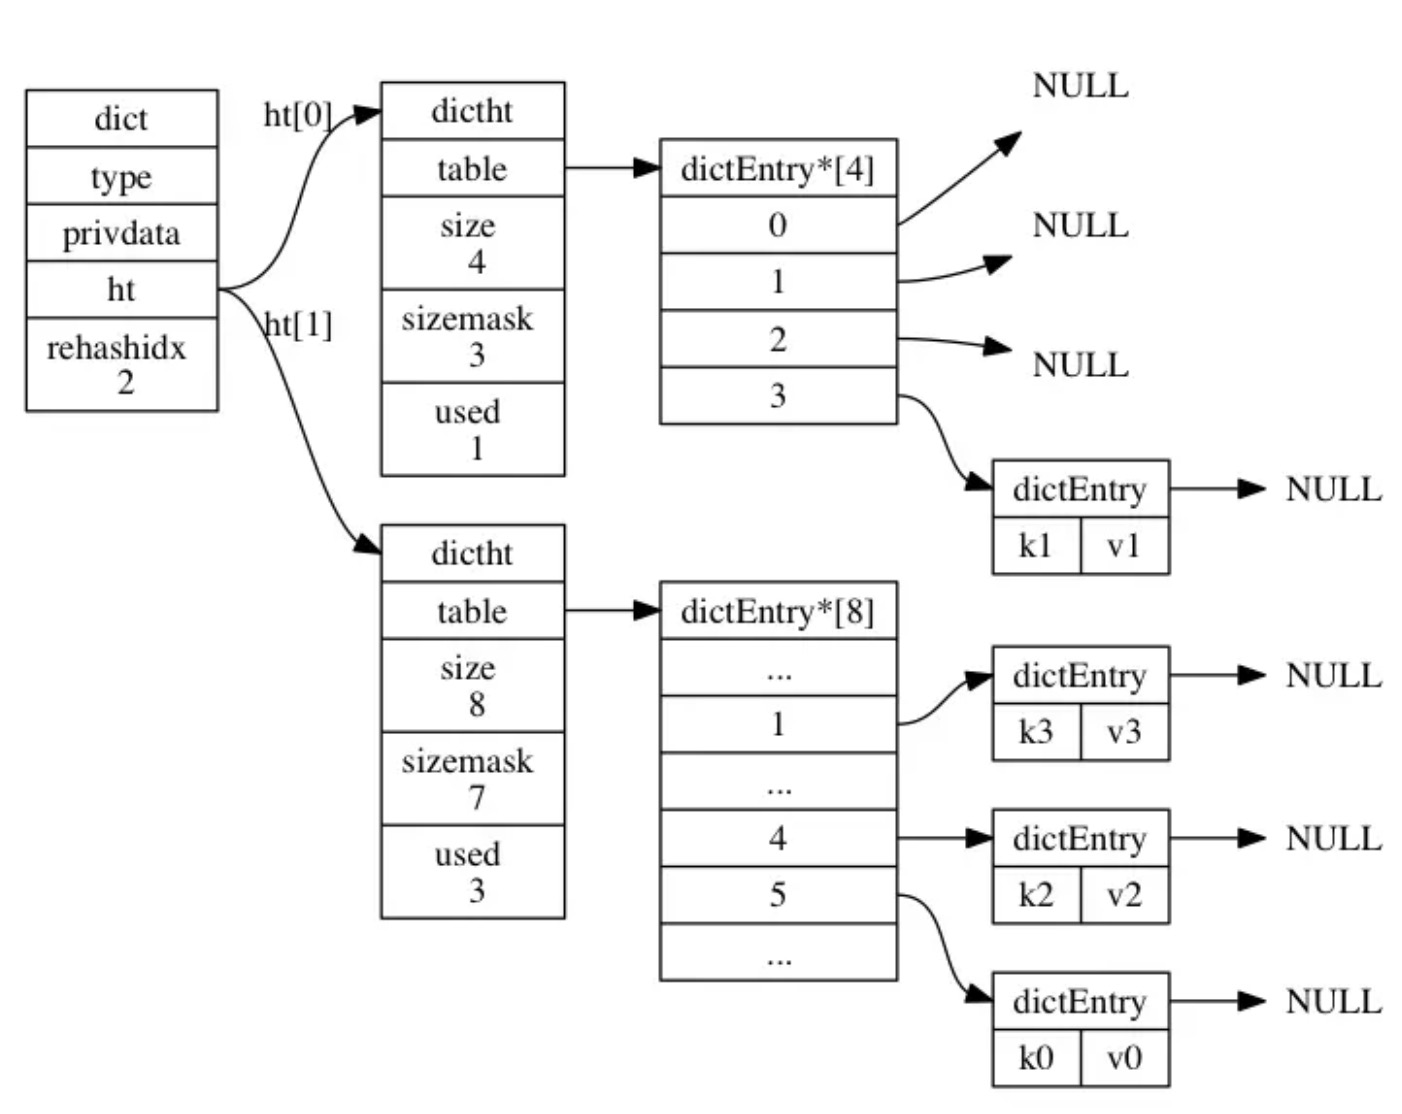 dict
type
privdata
ht
rehashidx
2
ht[0]
ht[1]
dictht
table
size
4
sizemask
3
used
1
dictEntry*[4]
0
1
2
3
NULL
NULL
NULL
dictEntry
k1 v1
NULL
dictht
table
size
8
sizemask
7
used
3
dictEntry*[8]
...
1
...
4
5
...
dictEntry
k3 v3
NULL
dictEntry
k2 v2
NULL
dictEntry
k0 v0
NULL